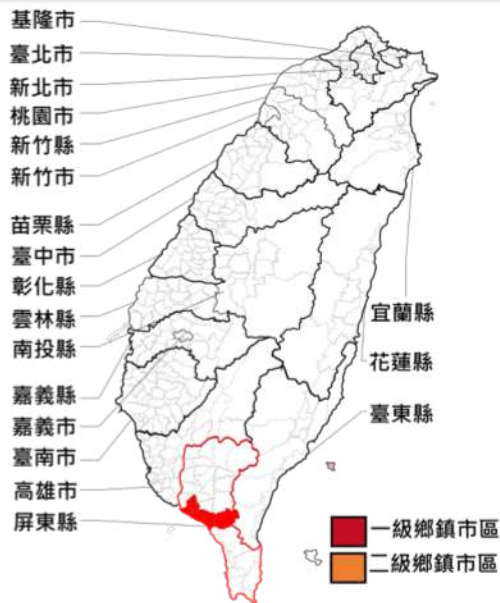 基隆市
臺北市
新北市
桃園市
新竹縣
新竹市
苗栗縣
臺中市
彰化縣
雲林縣
南投縣
嘉義縣
嘉義市
臺南市
高雄市
屏東縣
宜蘭縣
花蓮縣
臺東縣
一級鄉鎮市區
二級鄉鎮市區